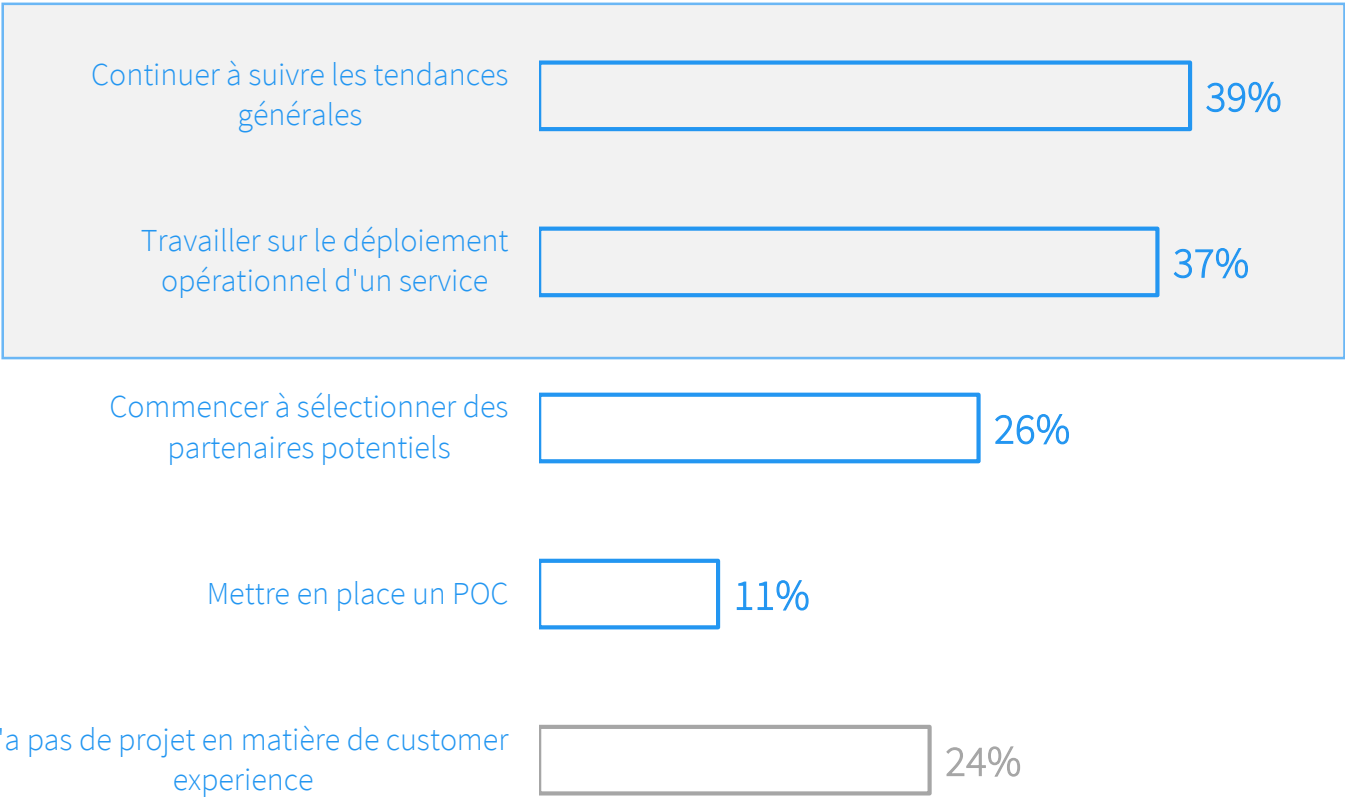 Continuer à suivre les tendances
générales
39%
Travailler sur le déploiement
opérationnel d'un service
37%
Commencer à sélectionner des
partenaires potentiels
26%
Mettre en place un POC
11%
'a pas de projet en matière de customer
experience
24%